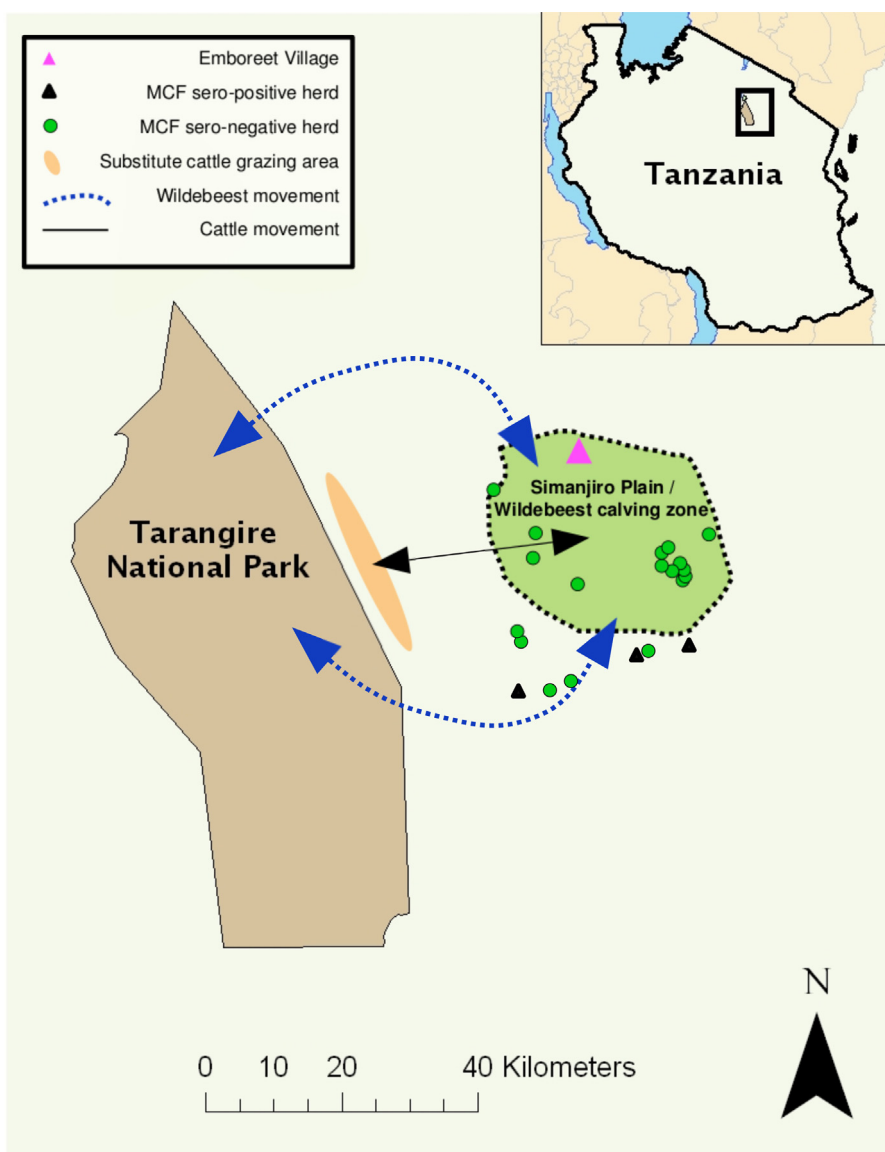 Emboreet Village
MCF sero-positive herd
MCF sero-negative herd
Substitute cattle grazing area
Wildebeest movement
Cattle movement
Tanzania
Simanjiro Plain /
Wildebeest calving zone
Tarangire
National Park
N
0 10 20 40 Kilometers